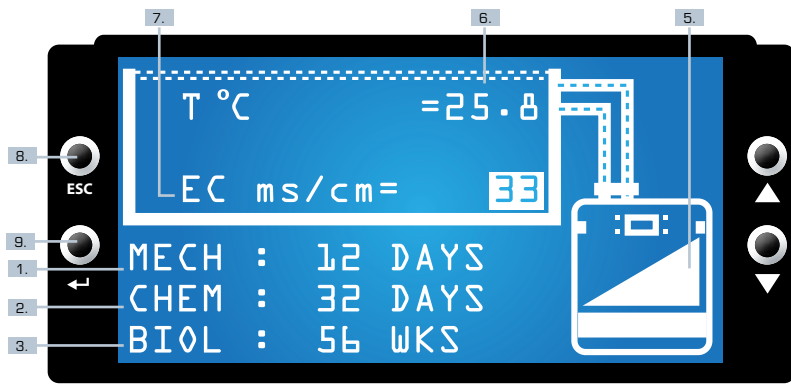 7.
6.
5.
T °C =25.8
8.
ESC
EC ms/cm= 33
9.
1.
MECH : 12 DAYS
2.
CHEM : 32 DAYS
3.
BIOL : 56 WKS